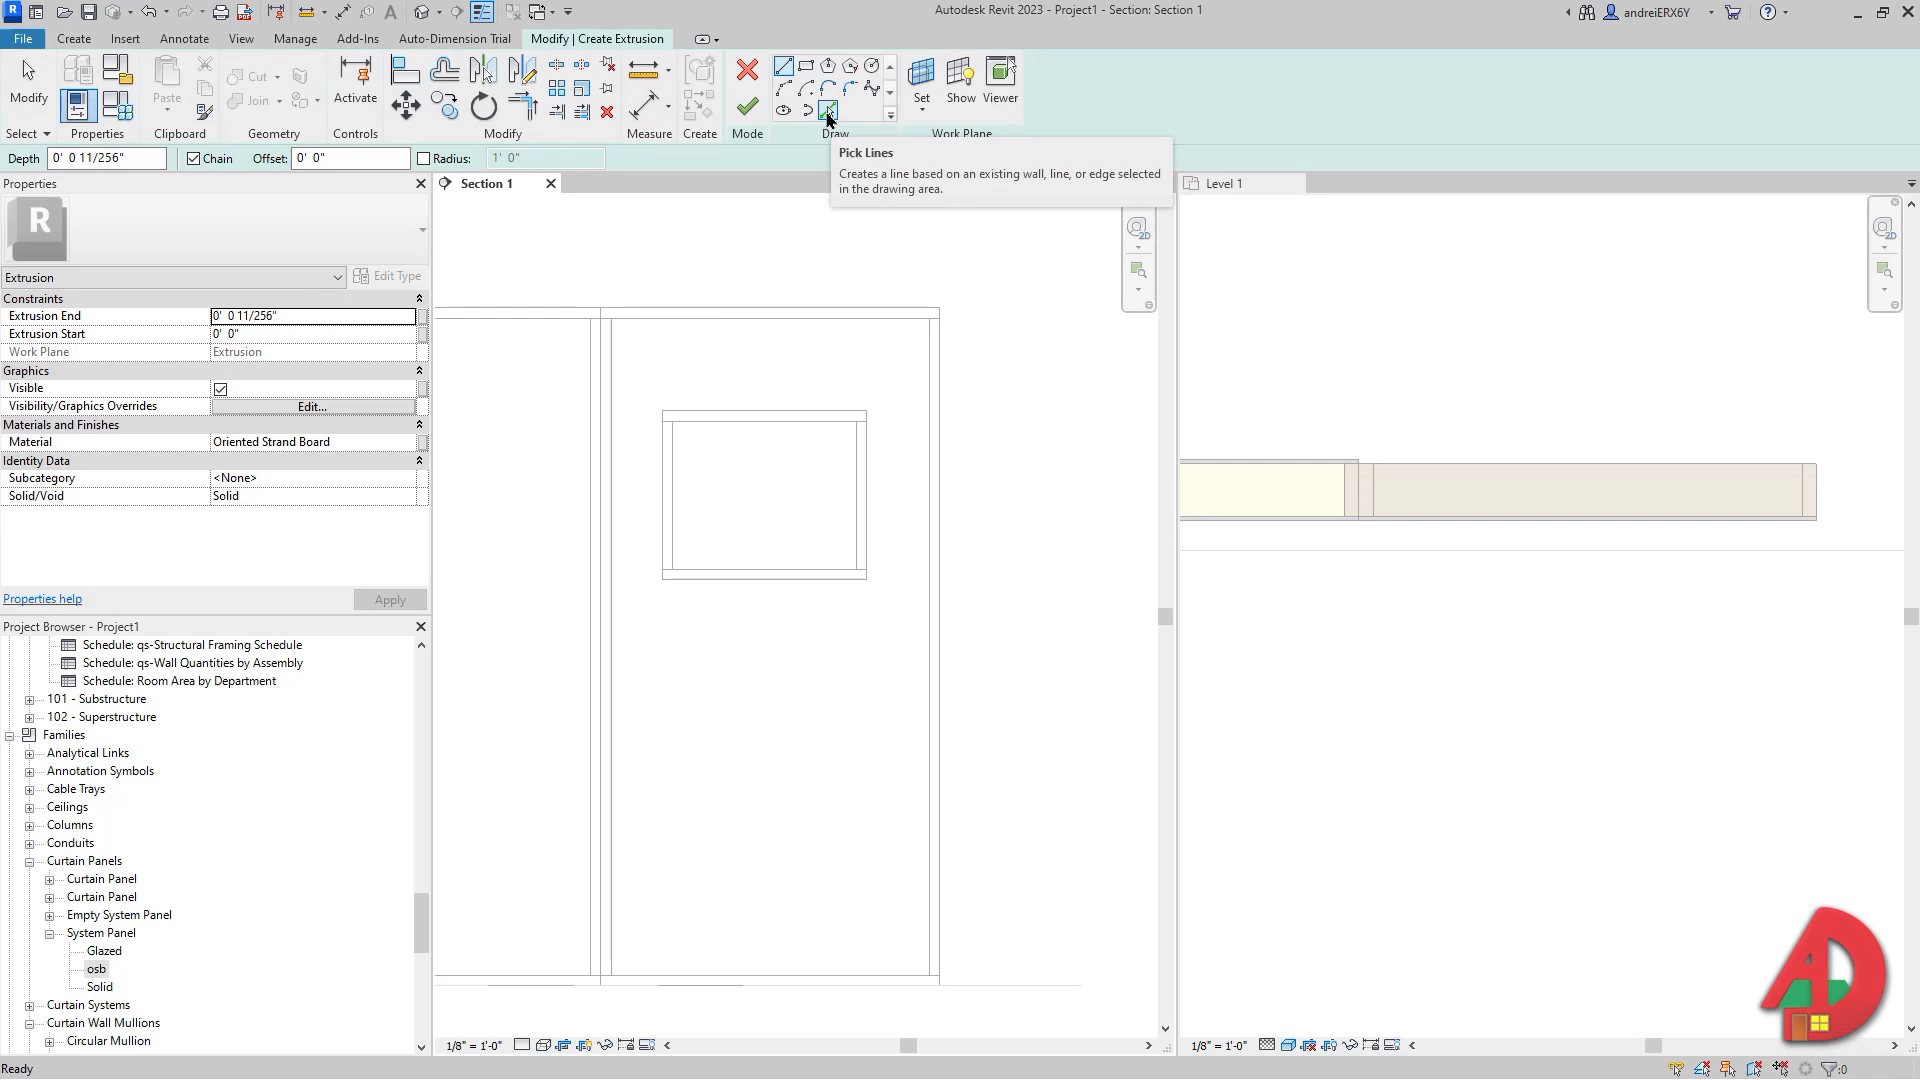 Autodesk Revit 2023 - Project1 - Section: Section 1
andreiERX6Y
File
Create
Insert
Annotate
View
Manage
Add-Ins
Auto-Dimension Trial
Modify | Create Extrusion
Modify
Paste
Cut
Join
Activate
Set
Show
Viewer
Select
Properties
Clipboard
Geometry
Controls
Modify
Measure
Create
Mode
Draw
Work Plane
Depth
0'  0 11/256"
Chain
Offset:
0'  0"
Radius:
1'  0"
Pick Lines
Creates a line based on an existing wall, line, or edge selected
in the drawing area.
Properties
Section 1
Level 1
R
Extrusion
Edit Type
Constraints
Extrusion End
0'  0 11/256"
Extrusion Start
0'  0"
Work Plane
Extrusion
Graphics
Visible
Visibility/Graphics Overrides
Edit...
Materials and Finishes
Material
Oriented Strand Board
Identity Data
Subcategory
<None>
Solid/Void
Solid
Properties help
Apply
Project Browser - Project1
Schedule: qs-Structural Framing Schedule
Schedule: qs-Wall Quantities by Assembly
Schedule: Room Area by Department
101 - Substructure
102 - Superstructure
Families
Analytical Links
Annotation Symbols
Cable Trays
Ceilings
Columns
Conduits
Curtain Panels
Curtain Panel
Curtain Panel
Empty System Panel
System Panel
Glazed
osb
Solid
Curtain Systems
Curtain Wall Mullions
Circular Mullion
1/8" = 1'-0"
1/8" = 1'-0"
Ready
:0
2D
2D
AD